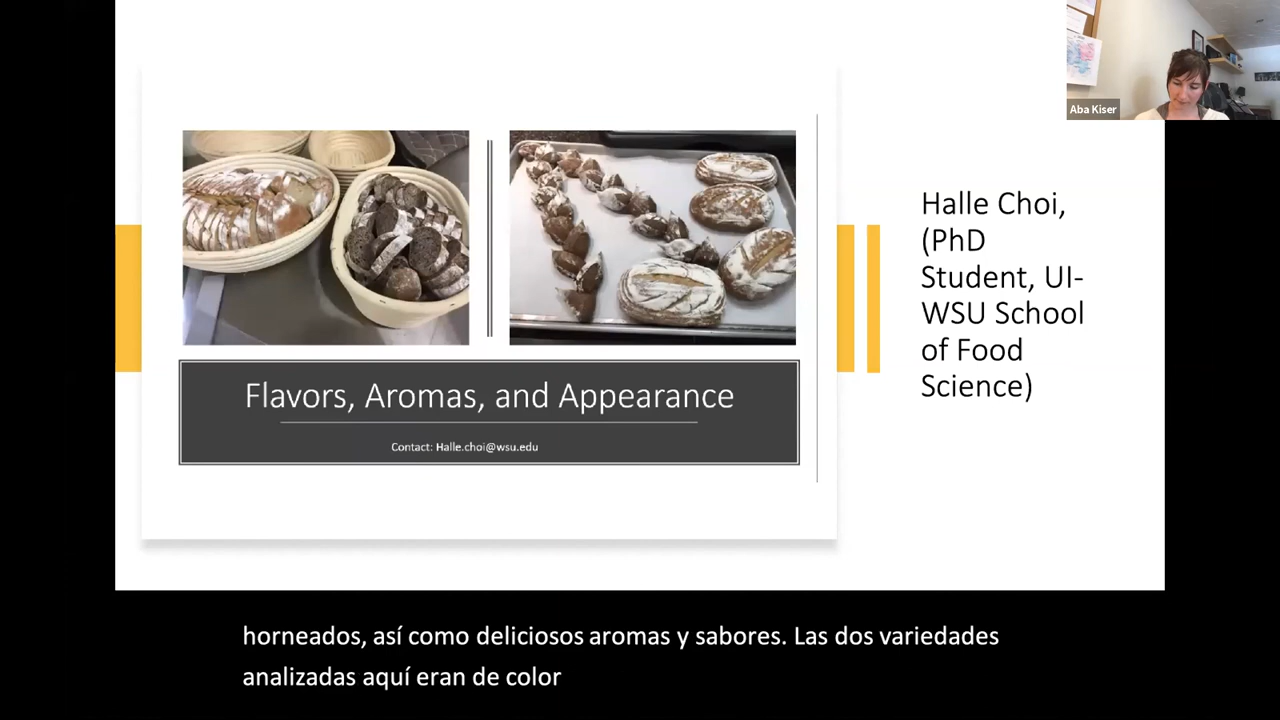 Aba Kiser
Halle Choi,
(PhD
Student, UI-
WSU School
of Food
Science)
Flavors, Aromas, and Appearance
Contact: Halle.choi@wsu.edu
horneados, así como deliciosos aromas y sabores. Las dos variedades
analizadas aquí eran de color